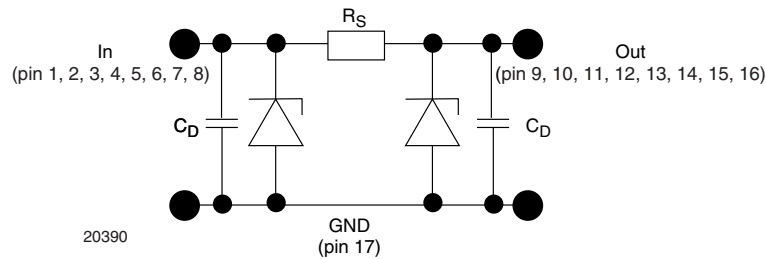 R_S
In
(pin 1, 2, 3, 4, 5, 6, 7, 8)
Out
(pin 9, 10, 11, 12, 13, 14, 15, 16)
C_D
C_D
GND
(pin 17)
20390